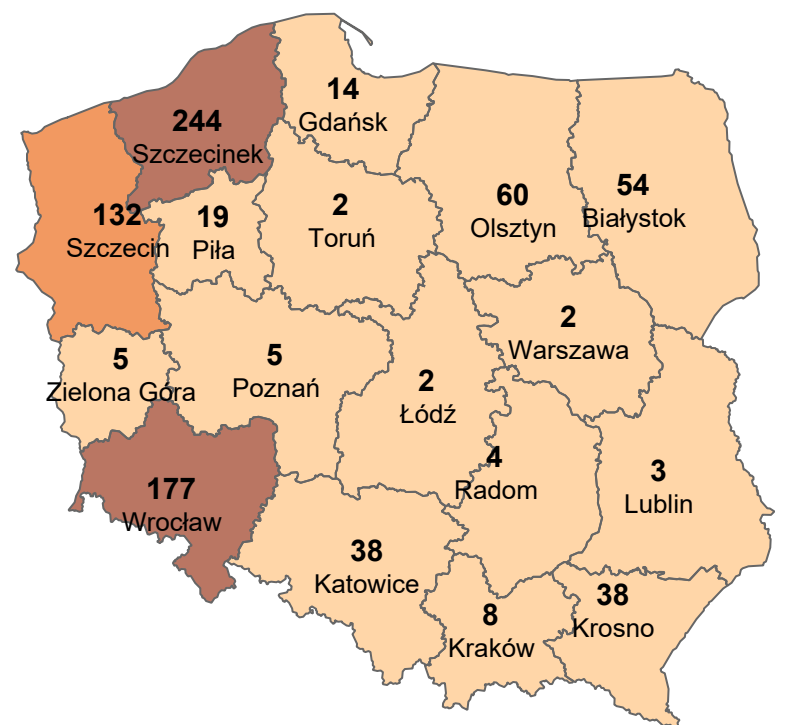 14
Gdańsk
244
Szczecinek
132
Szczecin
19
Piła
2
Toruń
60
Olsztyn
54
Białystok
2
Warszawa
5
Zielona Góra
5
Poznań
2
Łódź
4
Radom
3
Lublin
177
Wrocław
38
Katowice
8
Kraków
38
Krosno